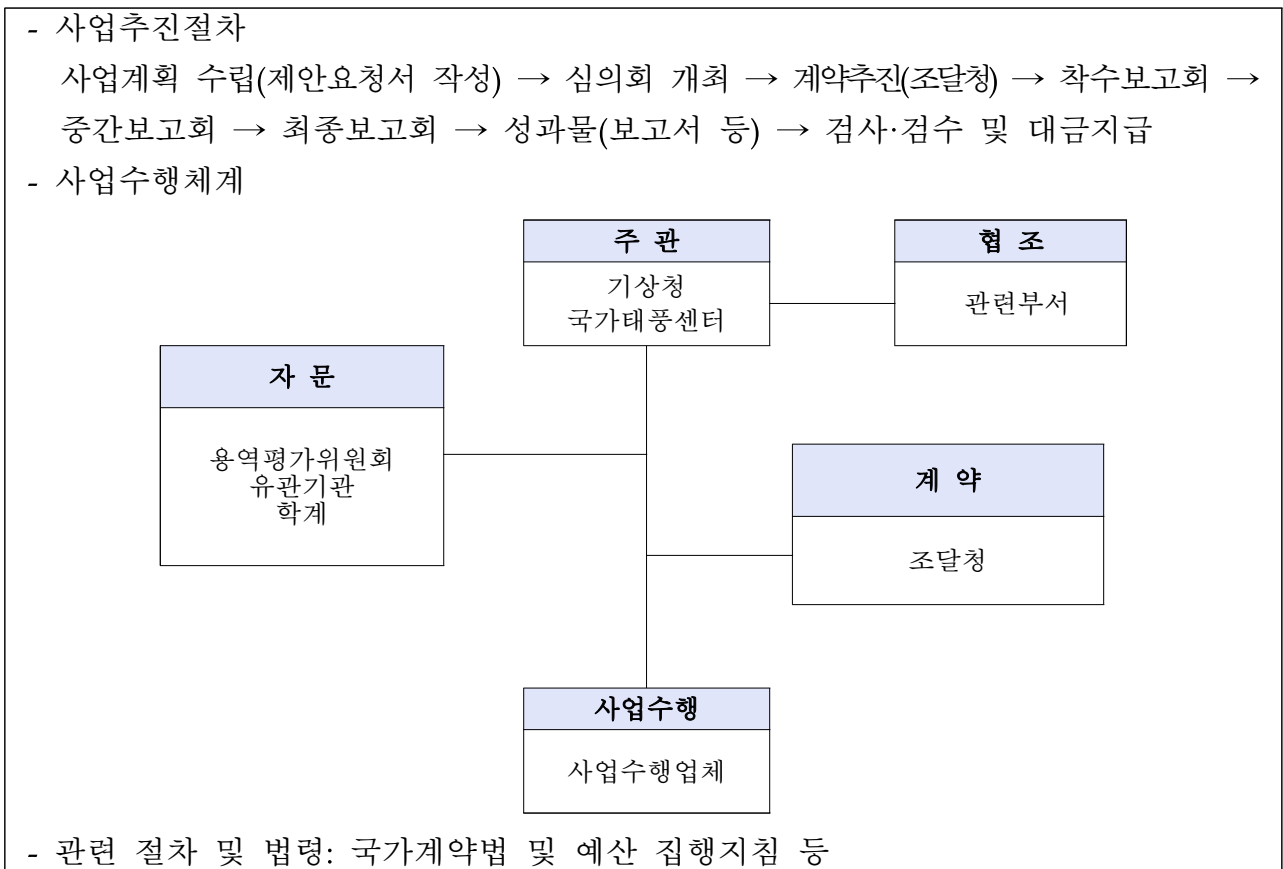 - 사업추진절차
사업계획 수립(제안요청서 작성) → 심의회 개최 → 계약추진(조달청) → 착수보고회 →
중간보고회 → 최종보고회 → 성과물(보고서 등) → 검사·검수 및 대금지급
- 사업수행체계
주 관
기상청
국가태풍센터
협 조
관련부서
자 문
용역평가위원회
유관기관
학계
계 약
조달청
사업수행
사업수행업체
- 관련 절차 및 법령: 국가계약법 및 예산 집행지침 등